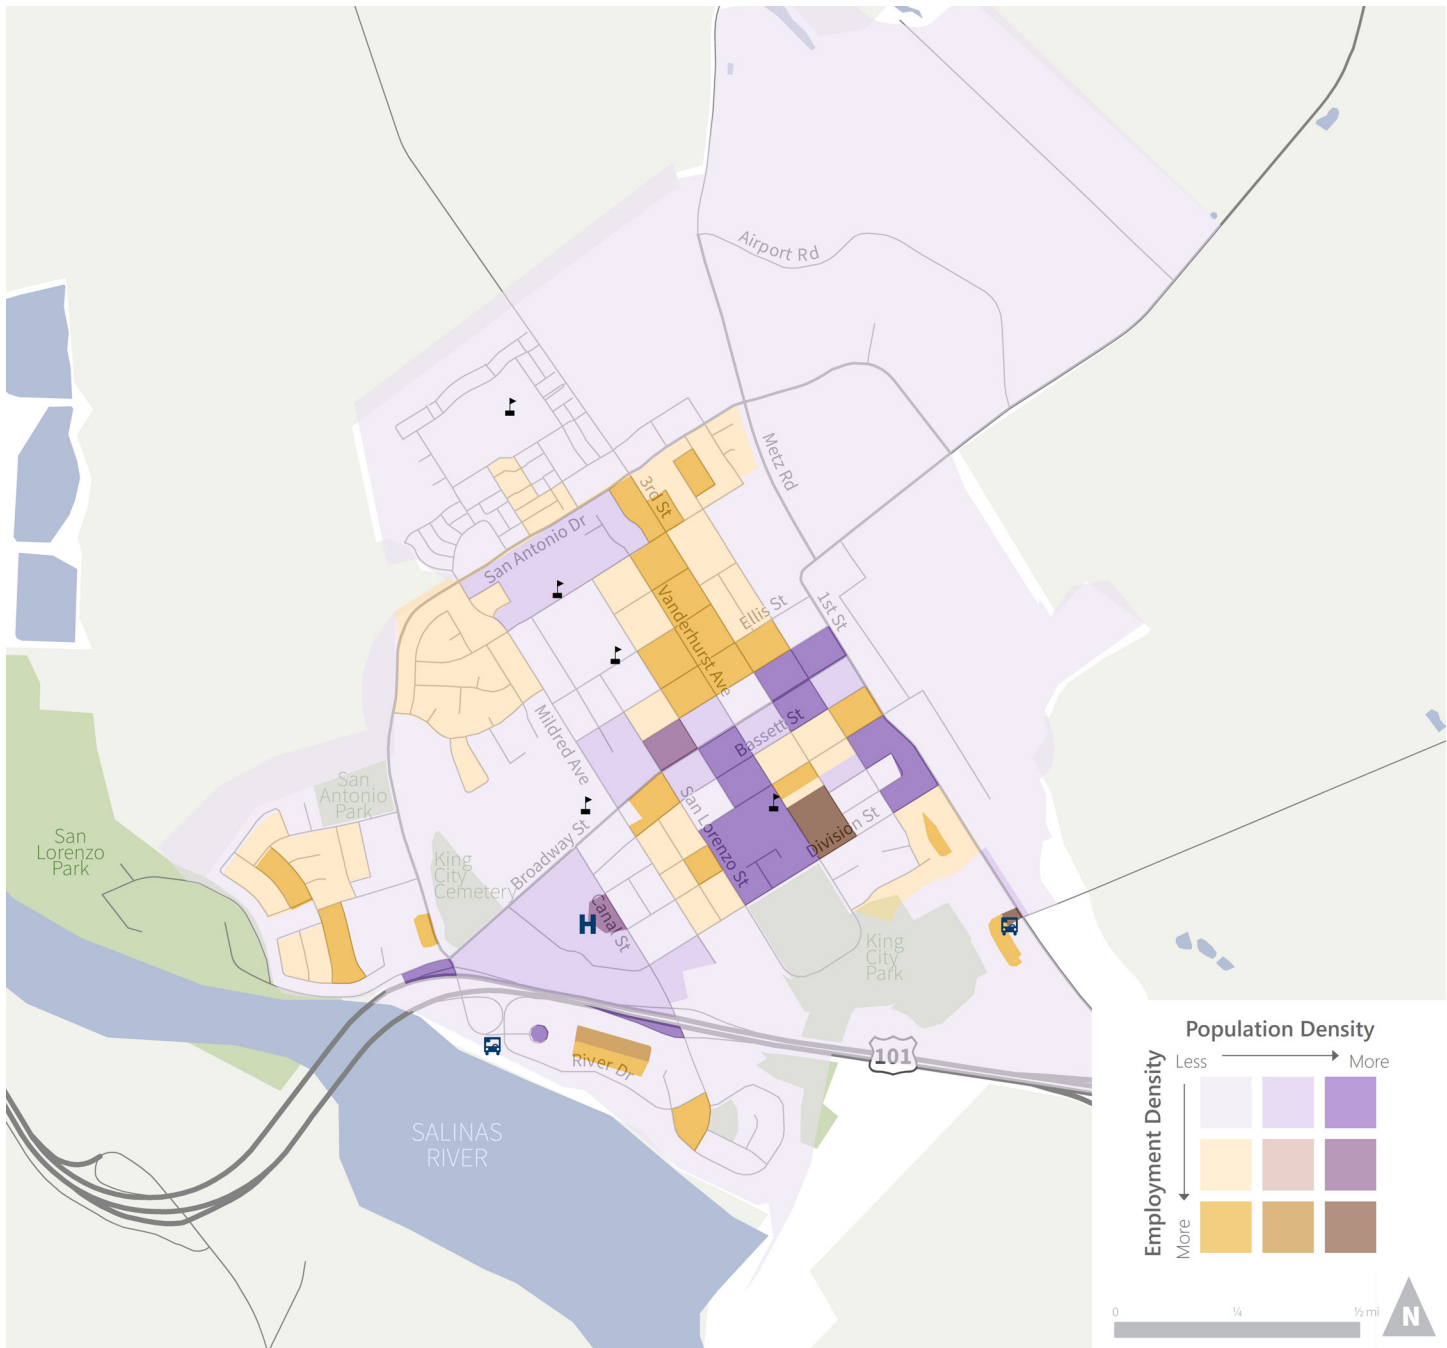 Airport Rd
Metz Rd
3rd St
San Antonio Dr
Vanderhurst Ave
Ellis St
1st St
Mildred Ave
Bassett St
San
Antonio
Park
San
Lorenzo
Park
King
City
Cemetery
Broadway St
San Lorenzo St
Division St
Canal St
H
King
City
Park
101
River Dr
SALINAS
RIVER
Population Density
Less
More
Employment Density
More
0
¼
½ mi
N